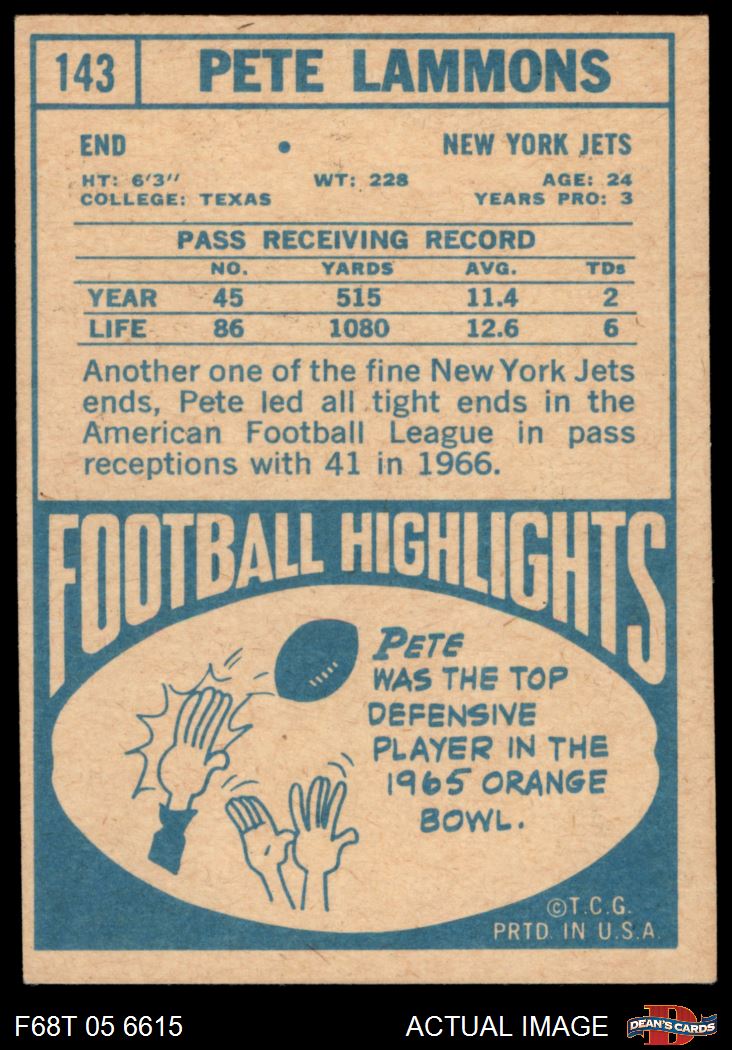 143 PETE LAMMONS
END • NEW YORK JETS
HT: 6'3" WT: 228 AGE: 24
COLLEGE: TEXAS YEARS PRO: 3
PASS RECEIVING RECORD
NO. YARDS AVG. TDs
YEAR 45 515 11.4 2
LIFE 86 1080 12.6 6
Another one of the fine New York Jets
ends, Pete led all tight ends in the
American Football League in pass
receptions with 41 in 1966.
FOOTBALL HIGHLIGHTS
PETE
WAS THE TOP
DEFENSIVE
PLAYER IN THE
1965 ORANGE
BOWL.
©T.C.G.
PRTD. IN U.S.A.
F68T 05 6615 ACTUAL IMAGE D DEAN'S CARDS